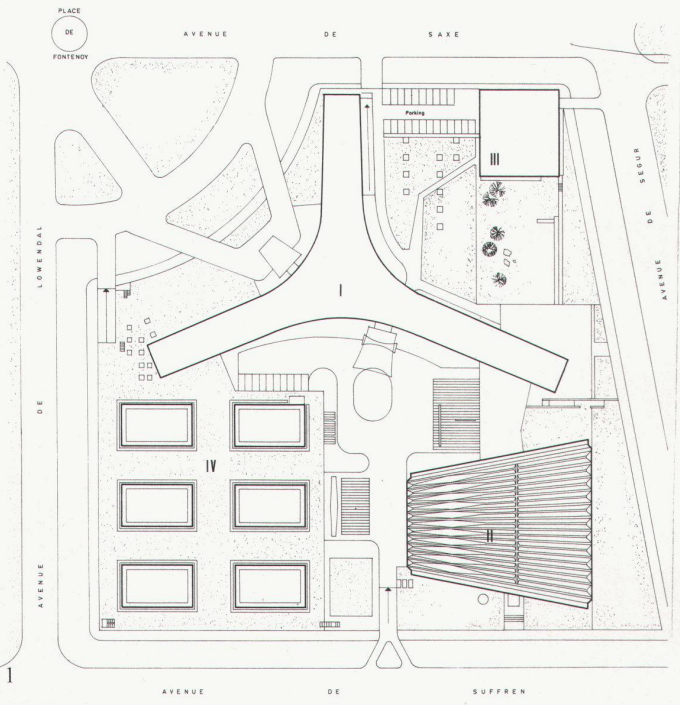 PLACE
DE
FONTENOY
AVENUE DE SAXE
Parking
III
AVENUE DE SEGUR
AVENUE DE LOWENDAL
I
IV
II
1
AVENUE DE SUFFREN